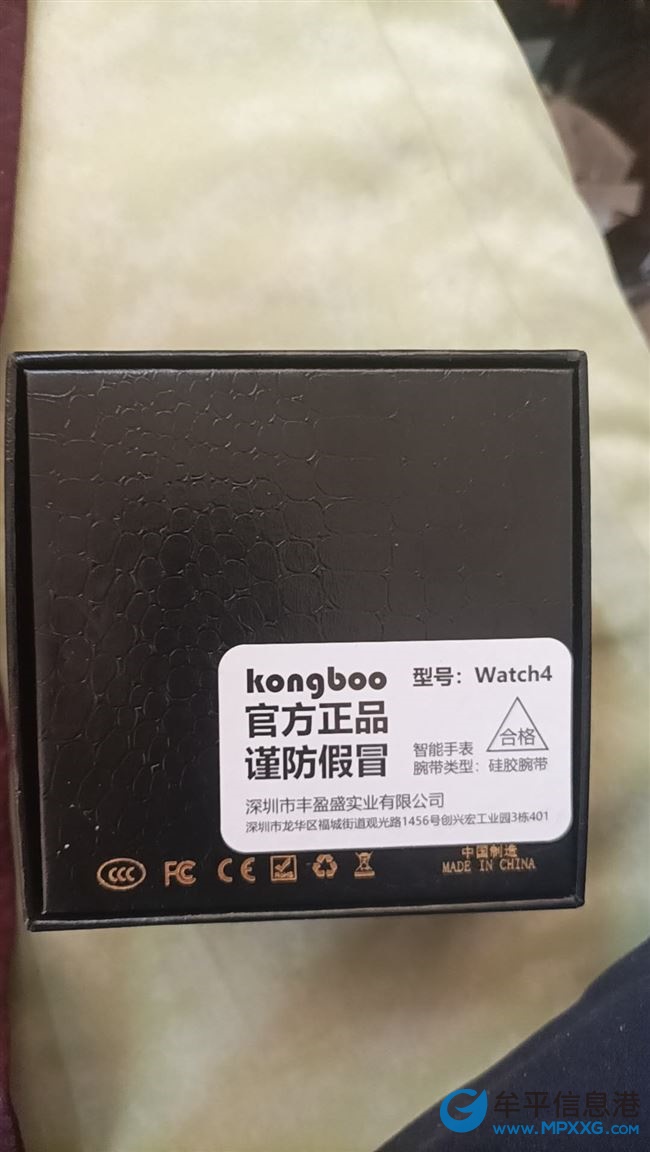 kongboo
官方正品
谨防假冒
型号：Watch4
合格
智能手表
腕带类型：硅胶腕带
深圳市丰盈盛实业有限公司
深圳市龙华区福城街道观光路1456号创兴宏工业园3栋401
CCC FC CE RoHS
中国制造
MADE IN CHINA
牟平信息港
www.MPXXG.COM